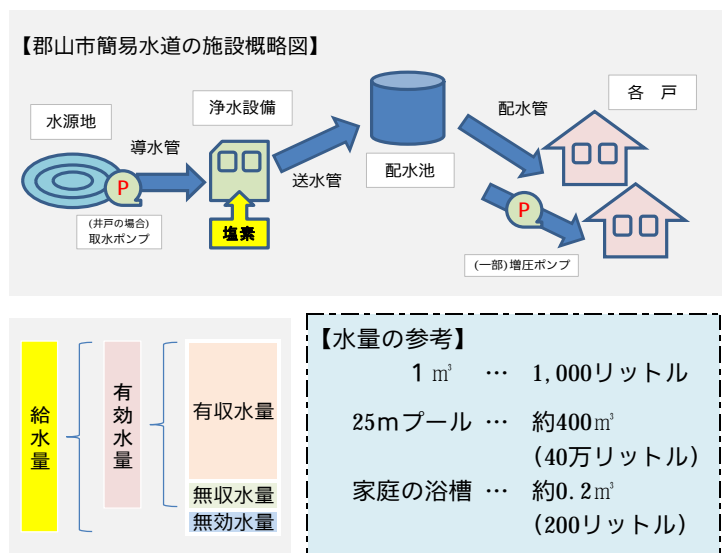 【郡山市簡易水道の施設概略図】
水源地
導水管
P
(井戸の場合)
取水ポンプ
浄水設備
塩素
送水管
配水池
配水管
各 戸
P
(一部)増圧ポンプ
給水量
有効水量
有収水量
無収水量
無効水量
【水量の参考】
1㎥ … 1,000リットル
25mプール … 約400㎥
(40万リットル)
家庭の浴槽 … 約0.2㎥
(200リットル)